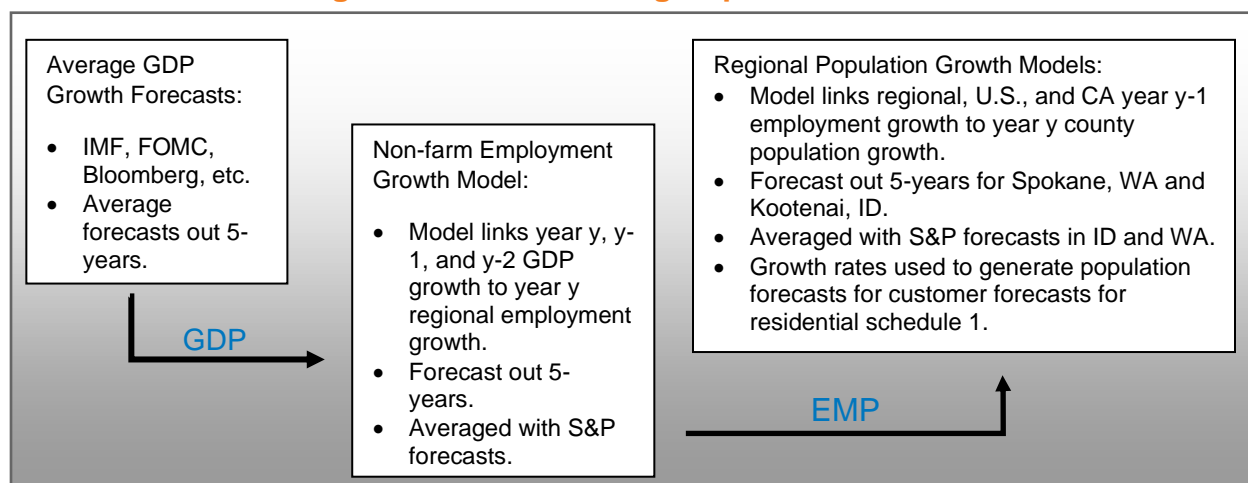 Average GDP
Growth Forecasts:
• IMF, FOMC,
Bloomberg, etc.
• Average
forecasts out 5-
years.
GDP
Non-farm Employment
Growth Model:
• Model links year y, y-
1, and y-2 GDP
growth to year y
regional employment
growth.
• Forecast out 5-
years.
• Averaged with S&P
forecasts.
EMP
Regional Population Growth Models:
• Model links regional, U.S., and CA year y-1
employment growth to year y county
population growth.
• Forecast out 5-years for Spokane, WA and
Kootenai, ID.
• Averaged with S&P forecasts in ID and WA.
• Growth rates used to generate population
forecasts for customer forecasts for
residential schedule 1.